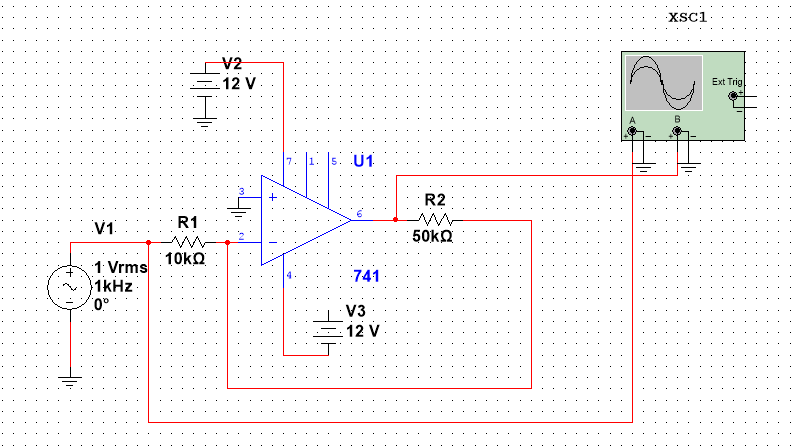 XSC1
Ext Trig
+
−
A
B
+
−
+
−
V2
12 V
7
1
5
U1
3
+
6
R2
50kΩ
V1
R1
2
−
10kΩ
+
1 Vrms
1kHz
0°
−
4
741
V3
12 V